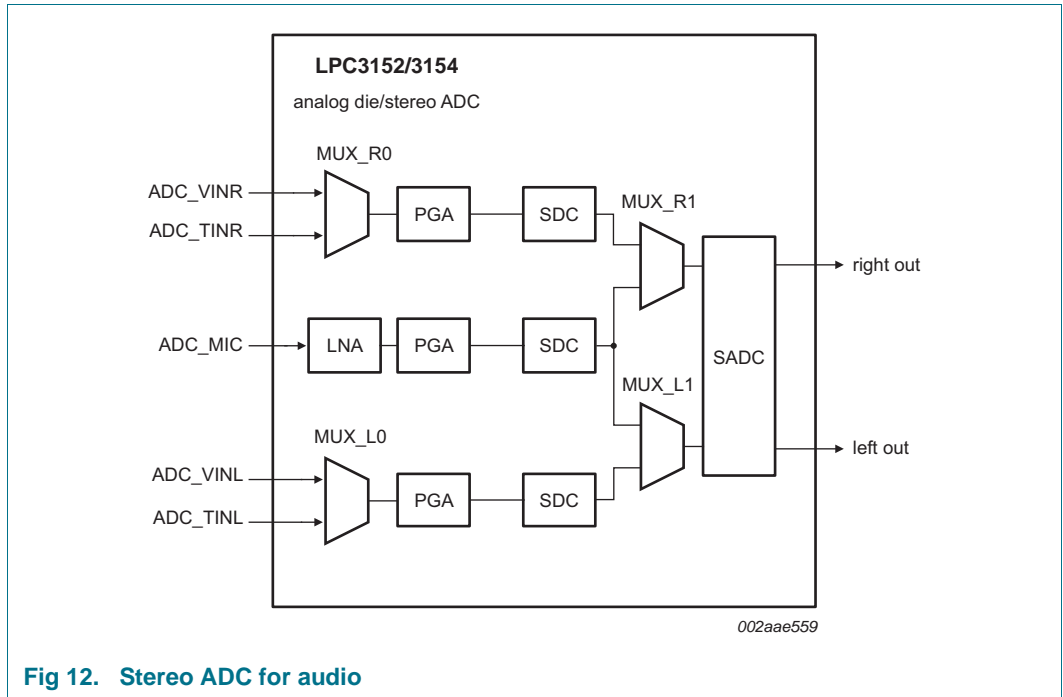 LPC3152/3154
analog die/stereo ADC
MUX_R0
ADC_VINR
ADC_TINR
PGA
SDC
MUX_R1
right out
ADC_MIC
LNA
PGA
SDC
SADC
MUX_L1
MUX_L0
left out
ADC_VINL
ADC_TINL
PGA
SDC
002aae559
Fig 12. Stereo ADC for audio